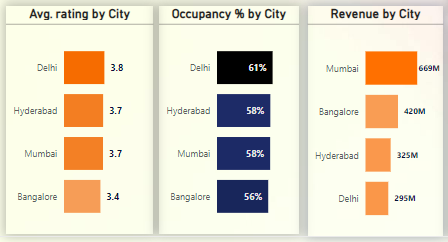 Avg. rating by City
Delhi 3.8
Hyderabad 3.7
Mumbai 3.7
Bangalore 3.4
Occupancy % by City
Delhi 61%
Hyderabad 58%
Mumbai 58%
Bangalore 56%
Revenue by City
Mumbai 669M
Bangalore 420M
Hyderabad 325M
Delhi 295M